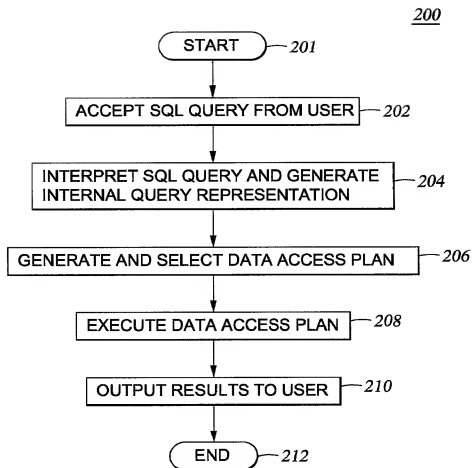 200
START 201
ACCEPT SQL QUERY FROM USER 202
INTERPRET SQL QUERY AND GENERATE
INTERNAL QUERY REPRESENTATION 204
GENERATE AND SELECT DATA ACCESS PLAN 206
EXECUTE DATA ACCESS PLAN 208
OUTPUT RESULTS TO USER 210
END 212